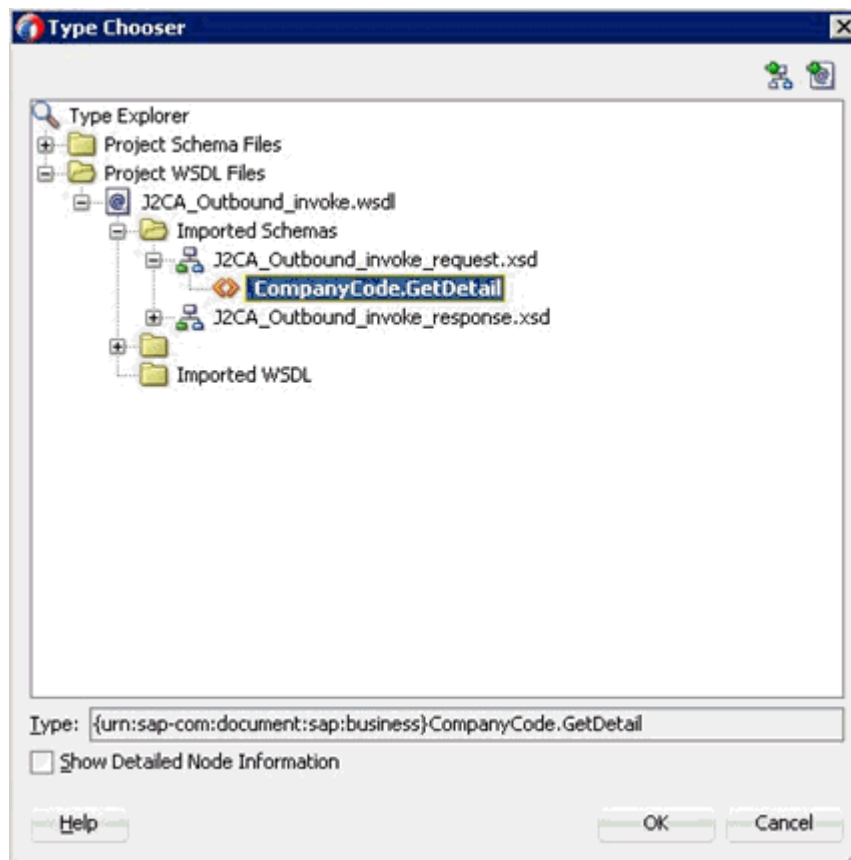 Type Chooser
Type Explorer
Project Schema Files
Project WSDL Files
J2CA_Outbound_invoke.wsdl
Imported Schemas
J2CA_Outbound_invoke_request.xsd
CompanyCode.GetDetail
J2CA_Outbound_invoke_response.xsd
Imported WSDL
Type: {urn:sap-com:document:sap:business}CompanyCode.GetDetail
Show Detailed Node Information
Help OK Cancel